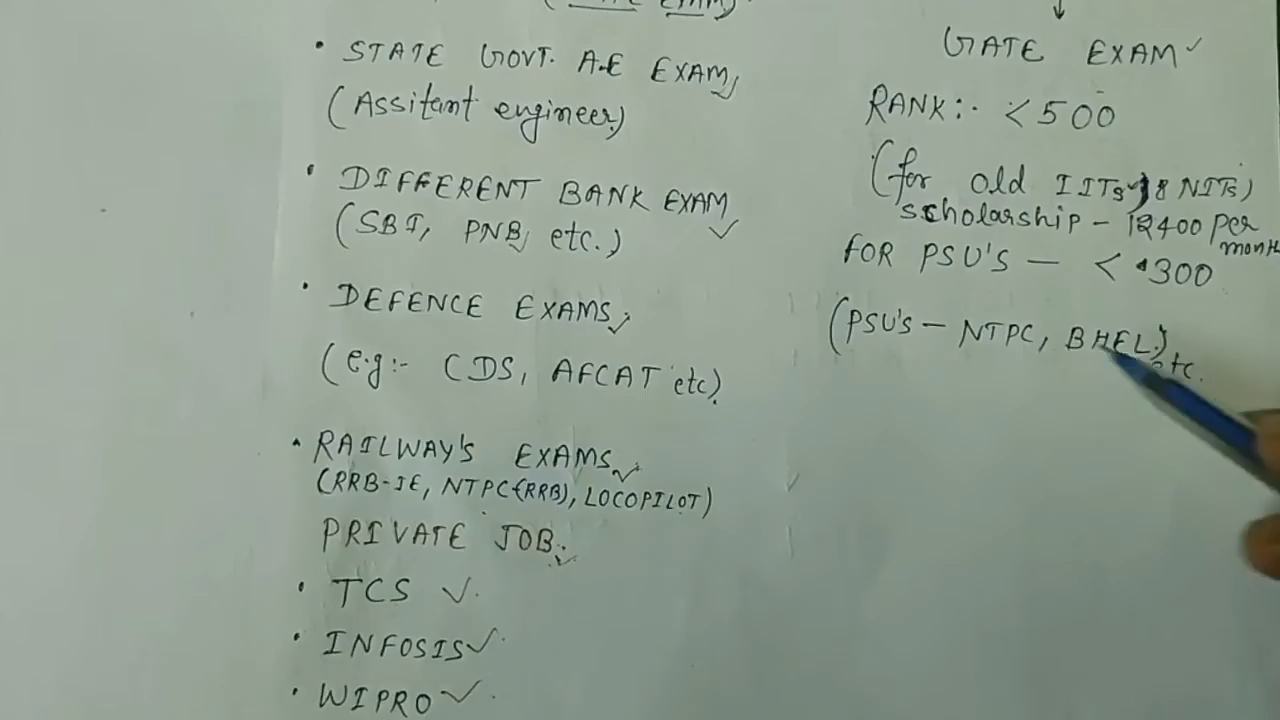 • STATE GOVT. A.E EXAM
(Assitant engineer)
• DIFFERENT BANK EXAM
(SBI, PNB, etc.)
• DEFENCE EXAMS
(e.g:- CDS, AFCAT etc)
• RAILWAY'S EXAMS
(RRB-JE, NTPC(RRB), LOCOPILOT)
PRIVATE JOB:-
• TCS ✓
• INFOSIS ✓
• WIPRO ✓
GATE EXAM ✓
RANK:- <500
(for old IITs & NITs)
scholarship - 12400 per month
FOR PSU'S — < 300
(PSU's - NTPC, BHEL) etc.